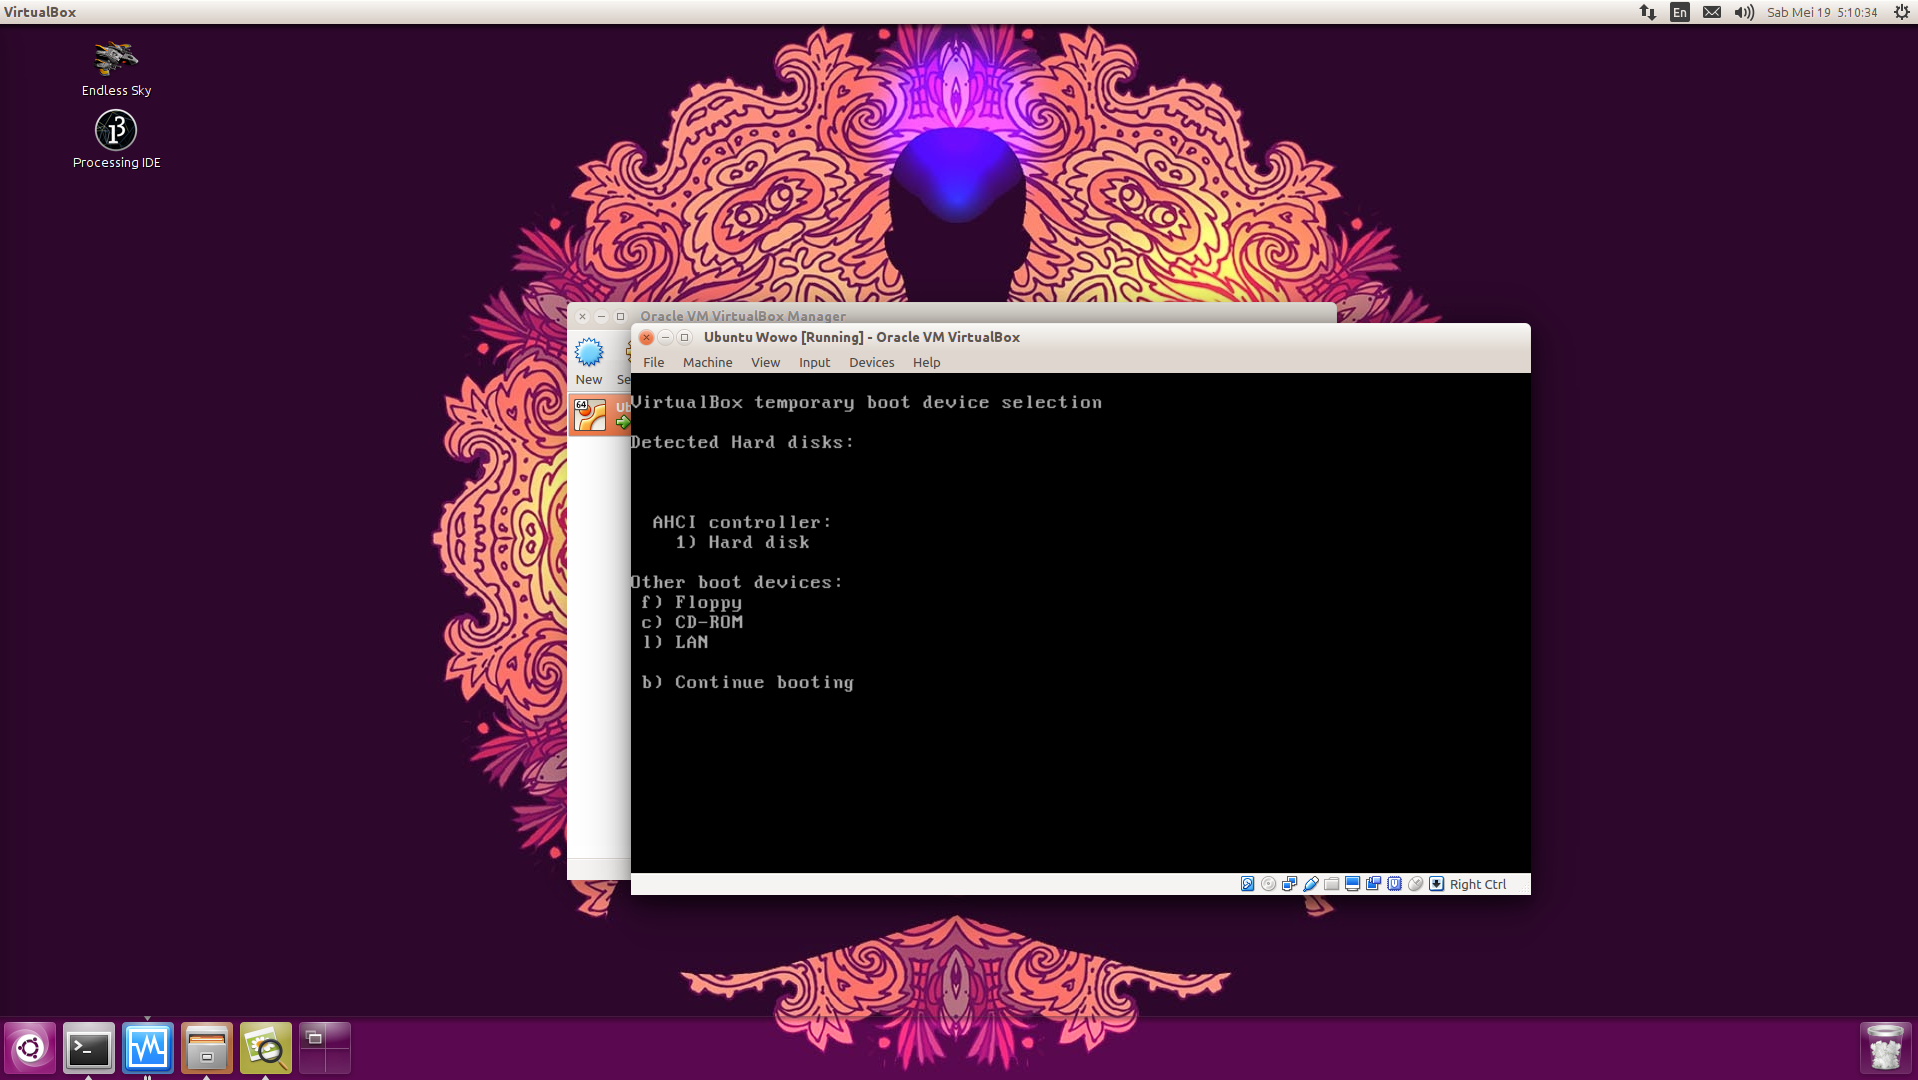 VirtualBox
En
Sab Mei 19 5:10:34
Endless Sky
13
Processing IDE
Oracle VM VirtualBox Manager
Ubuntu Wowo [Running] - Oracle VM VirtualBox
File Machine View Input Devices Help
New
64
VirtualBox temporary boot device selection
Detected Hard disks:
AHCI controller:
1) Hard disk
Other boot devices:
f) Floppy
c) CD-ROM
l) LAN
b) Continue booting
Right Ctrl